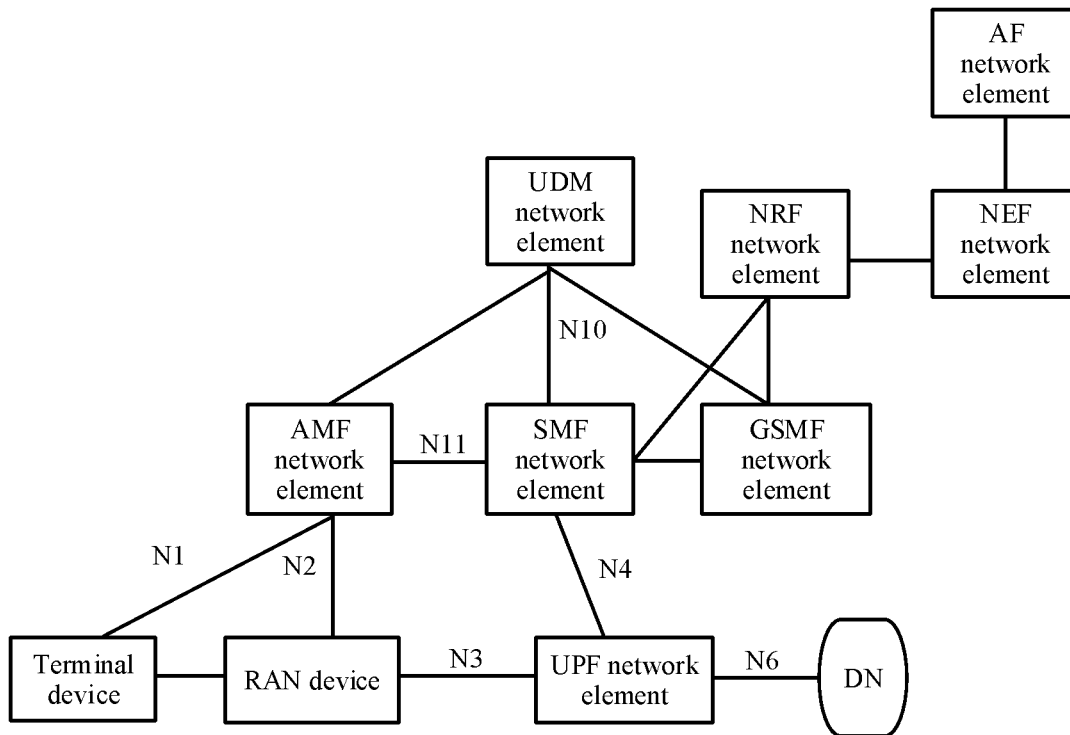 AF
network
element
UDM
network
element
NRF
network
element
NEF
network
element
N10
AMF
network
element
N11
SMF
network
element
GSMF
network
element
N1
N2
N4
Terminal
device
RAN device
N3
UPF network
element
N6
DN